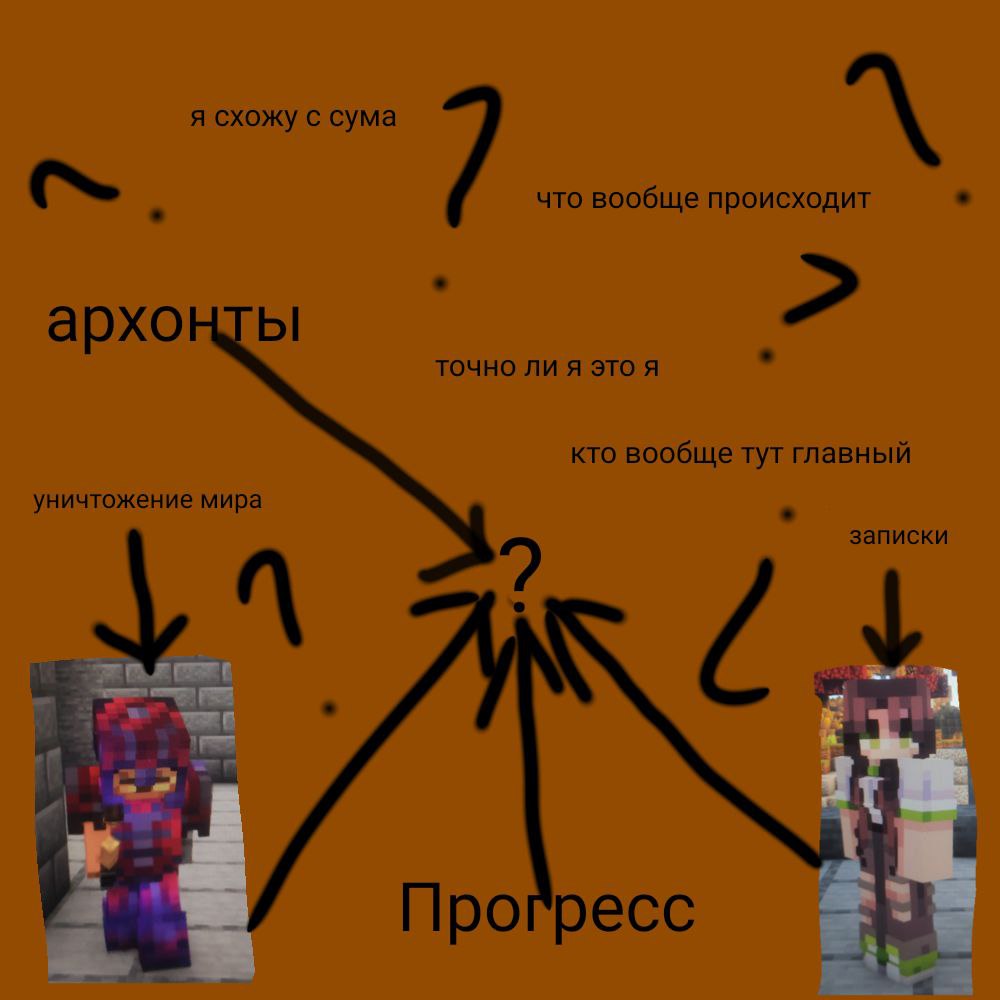 я схожу с сума
что вообще происходит
архонты
точно ли я это я
кто вообще тут главный
уничтожение мира
записки
?
Прогресс